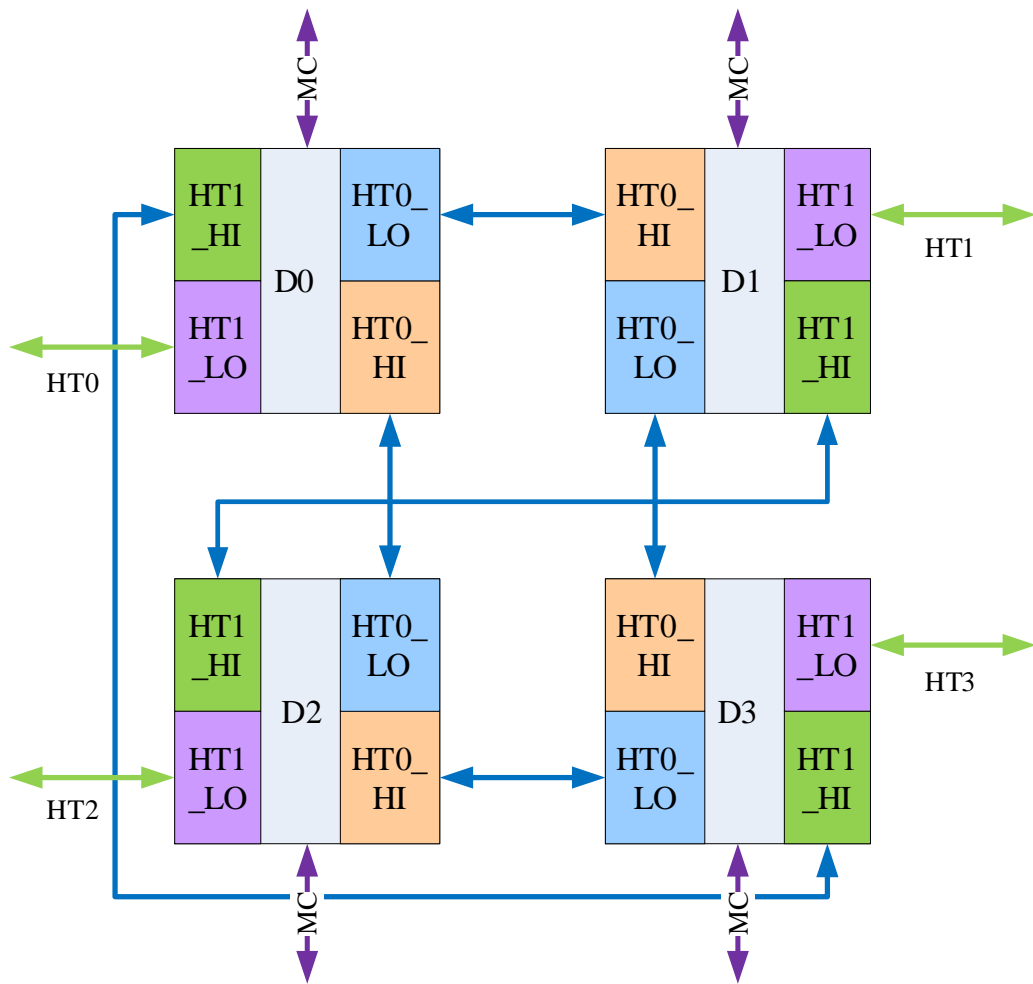 MC
MC
HT1
_HI
HT0_
LO
D0
HT1
_LO
HT0_
HI
HT0
HT0_
HI
HT1
_LO
D1
HT0_
LO
HT1
_HI
HT1
HT1
_HI
HT0_
LO
D2
HT1
_LO
HT0_
HI
HT2
HT0_
HI
HT1
_LO
D3
HT0_
LO
HT1
_HI
HT3
MC
MC